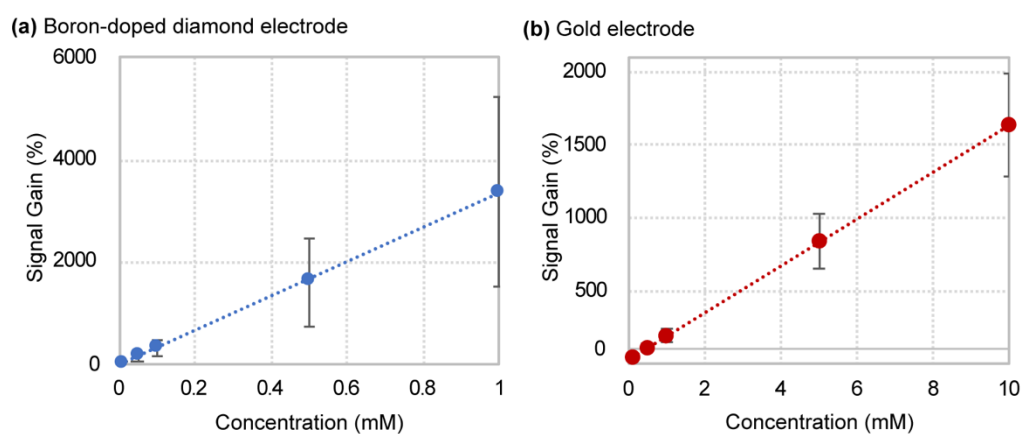 (a) Boron-doped diamond electrode
6000
4000
2000
0
Signal Gain (%)
0 0.2 0.4 0.6 0.8 1
Concentration (mM)
(b) Gold electrode
2000
1500
1000
500
0
Signal Gain (%)
0 2 4 6 8 10
Concentration (mM)